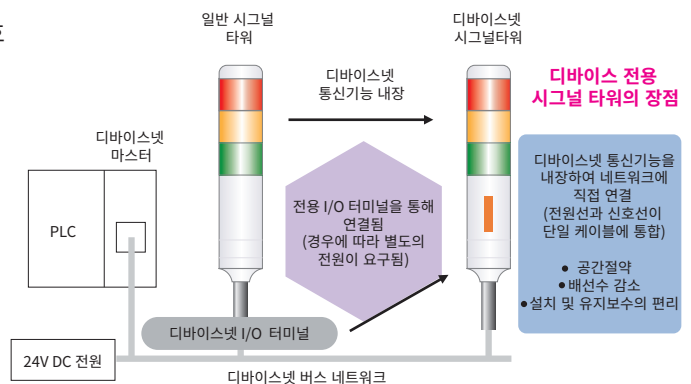 일반 시그널
타워
디바이스넷
시그널타워
디바이스넷
통신기능 내장
디바이스 전용
시그널 타워의 장점
디바이스넷
마스터
PLC
전용 I/O 터미널을 통해
연결됨
(경우에 따라 별도의
전원이 요구됨)
디바이스넷 통신기능을
내장하여 네트워크에
직접 연결
(전원선과 신호선이
단일 케이블에 통합)
● 공간절약
●배선수 감소
●설치 및 유지보수의 편리
디바이스넷 I/O 터미널
24V DC 전원
디바이스넷 버스 네트워크